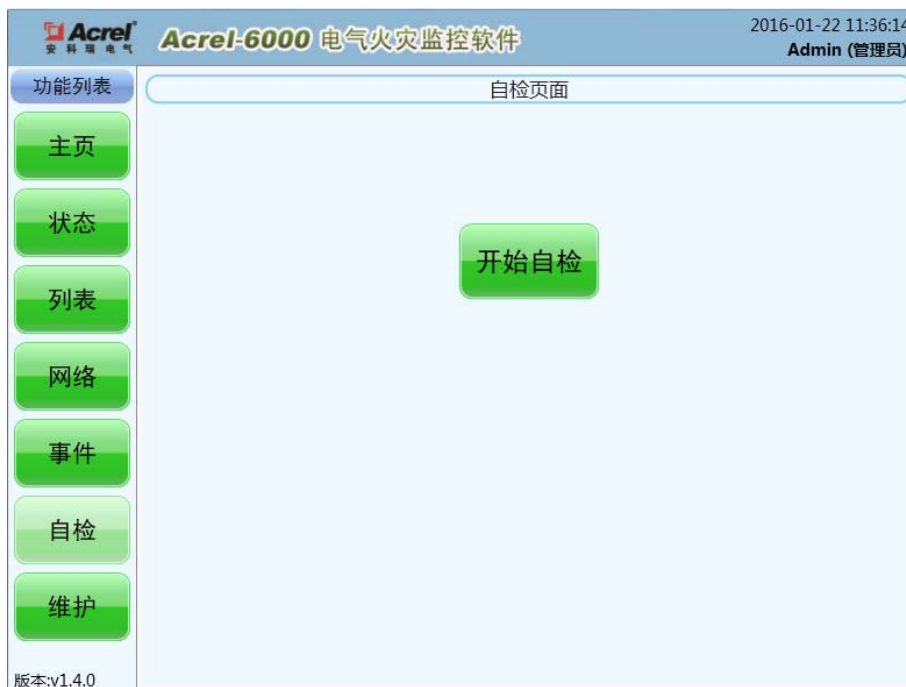 Acrel
安科瑞电气
Acrel-6000 电气火灾监控软件
2016-01-22 11:36:14
Admin (管理员)
功能列表
自检页面
主页
状态
列表
网络
事件
自检
维护
开始自检
版本:v1.4.0